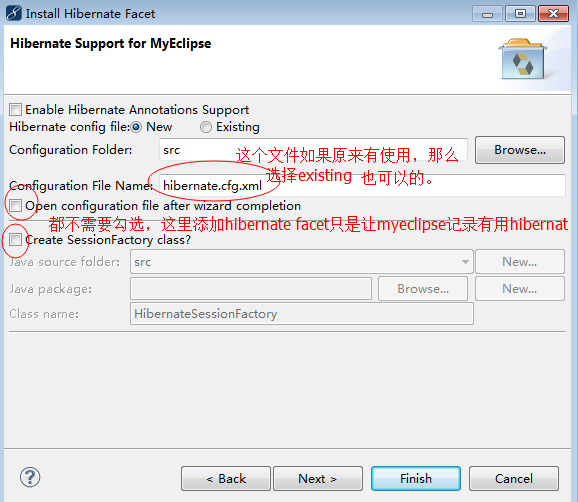 Install Hibernate Facet
Hibernate Support for MyEclipse
Enable Hibernate Annotations Support
Hibernate config file: New Existing
Configuration Folder: src Browse...
这个文件如果原来有使用，那么
选择existing 也可以的。
Configuration File Name: hibernate.cfg.xml
Open configuration file after wizard completion
都不需要勾选，这里添加hibernate facet只是让myeclipse记录有用hibernat
Create SessionFactory class?
Java source folder: src New...
Java package: Browse... New...
Class name: HibernateSessionFactory
? < Back Next > Finish Cancel